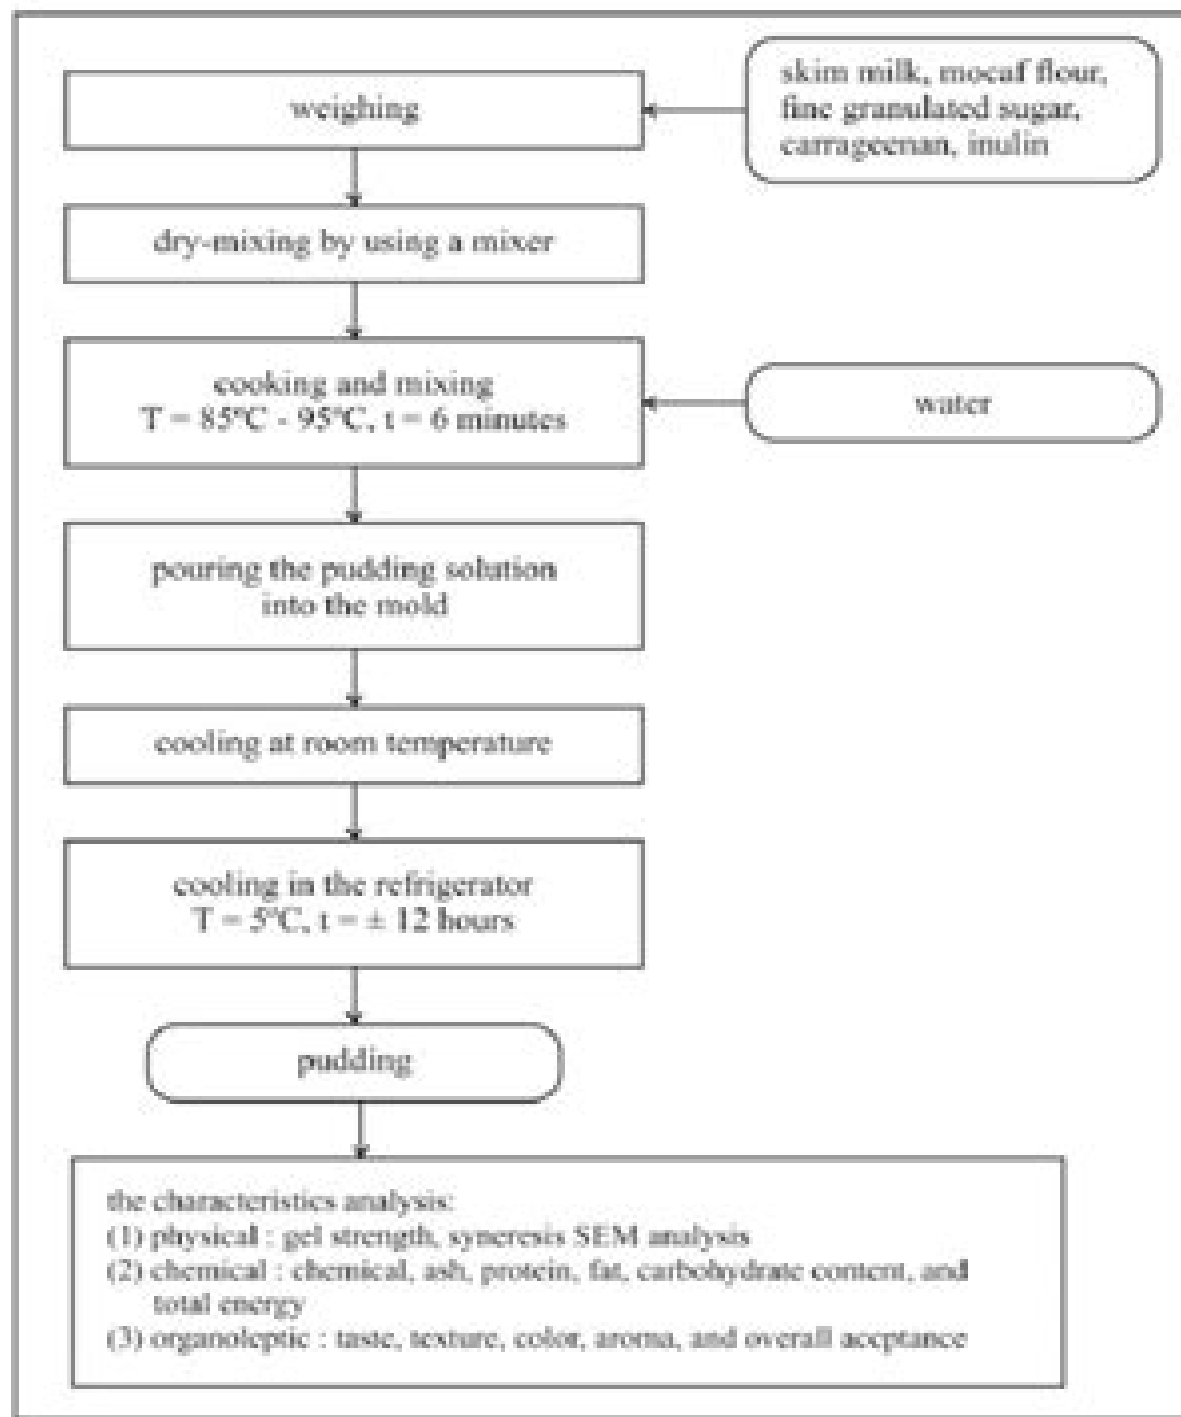 weighing
skim milk, mocaf flour,
fine granulated sugar,
carrageenan, inulin
dry-mixing by using a mixer
cooking and mixing
T = 85°C - 95°C, t = 6 minutes
water
pouring the pudding solution
into the mold
cooling at room temperature
cooling in the refrigerator
T = 5°C, t = ± 12 hours
pudding
the characteristics analysis:
(1) physical : gel strength, syneresis SEM analysis
(2) chemical : chemical, ash, protein, fat, carbohydrate content, and
total energy
(3) organoleptic : taste, texture, color, aroma, and overall acceptance